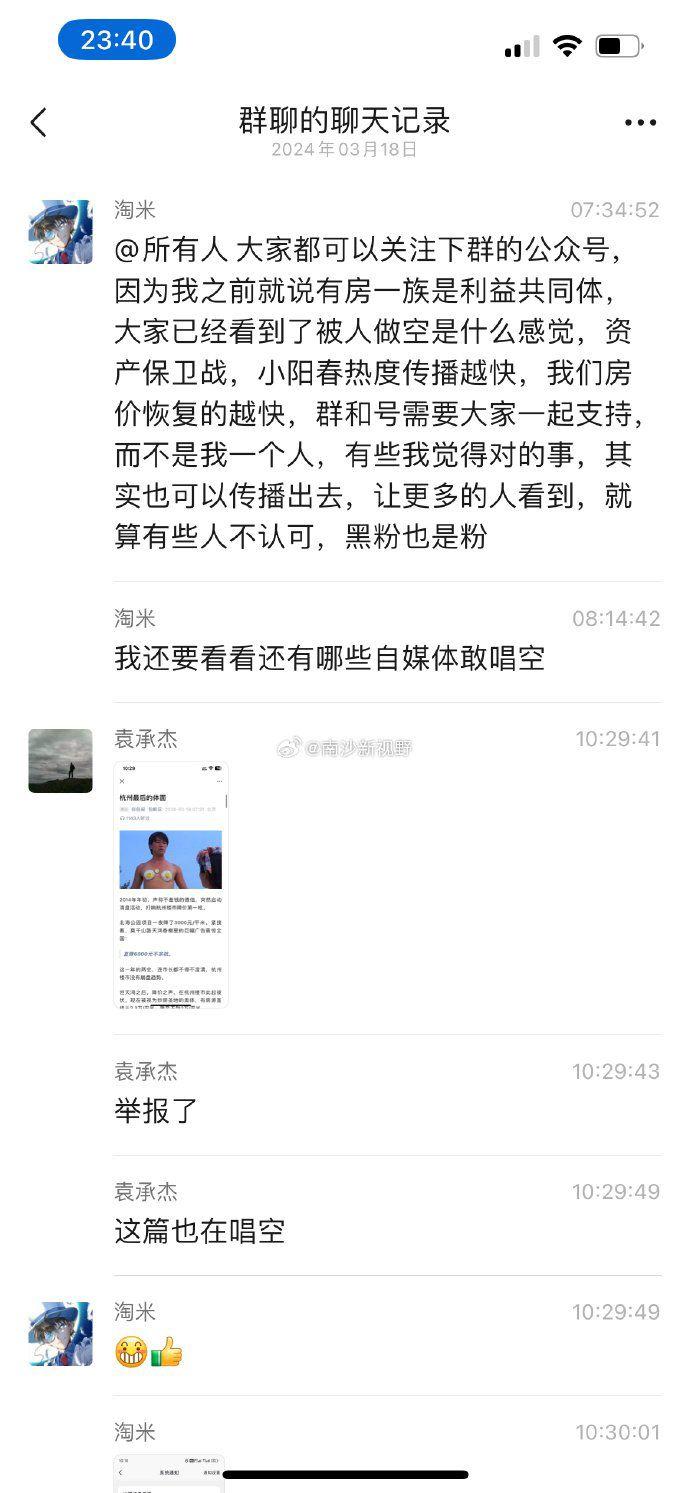 23:40
群聊的聊天记录
2024年03月18日
淘米
07:34:52
@所有人 大家都可以关注下群的公众号，
因为我之前就说有房一族是利益共同体，
大家已经看到了被人做空是什么感觉，资
产保卫战，小阳春热度传播越快，我们房
价恢复的越快，群和号需要大家一起支持，
而不是我一个人，有些我觉得对的事，其
实也可以传播出去，让更多的人看到，就
算有些人不认可，黑粉也是粉
淘米
08:14:42
我还要看看还有哪些自媒体敢唱空
袁承杰
@南沙新视野
10:29:41
10:29
杭州最后的体面
袁承杰
10:29:43
举报了
袁承杰
10:29:49
这篇也在唱空
淘米
10:29:49
淘米
10:30:01
系统通知